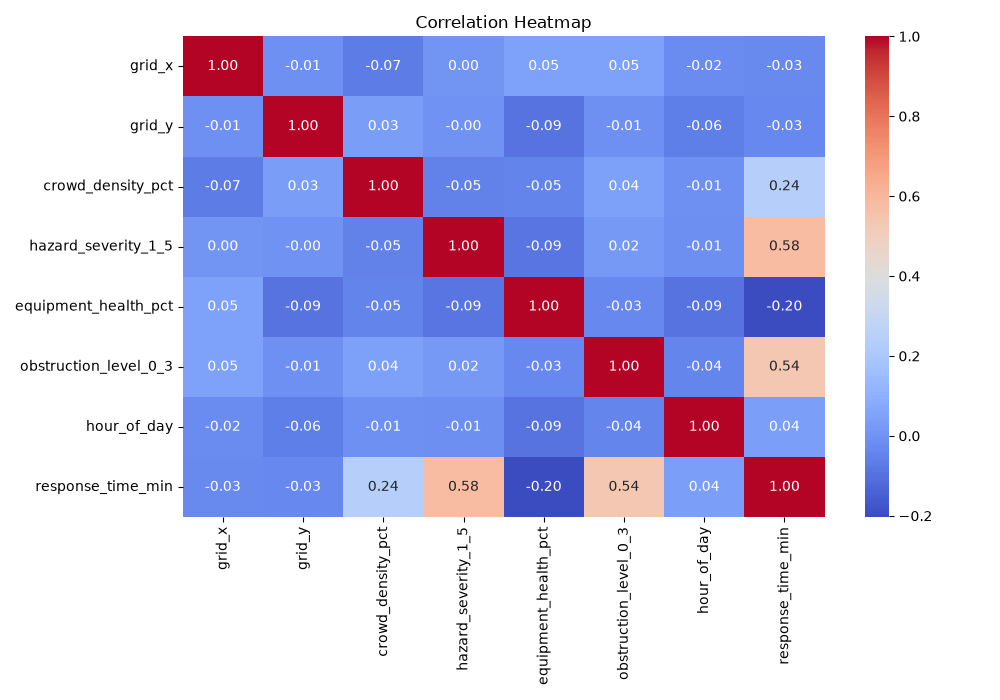 Correlation Heatmap
grid_x 1.00 -0.01 -0.07 0.00 0.05 0.05 -0.02 -0.03
grid_y -0.01 1.00 0.03 -0.00 -0.09 -0.01 -0.06 -0.03
crowd_density_pct -0.07 0.03 1.00 -0.05 -0.05 0.04 -0.01 0.24
hazard_severity_1_5 0.00 -0.00 -0.05 1.00 -0.09 0.02 -0.01 0.58
equipment_health_pct 0.05 -0.09 -0.05 -0.09 1.00 -0.03 -0.09 -0.20
obstruction_level_0_3 0.05 -0.01 0.04 0.02 -0.03 1.00 -0.04 0.54
hour_of_day -0.02 -0.06 -0.01 -0.01 -0.09 -0.04 1.00 0.04
response_time_min -0.03 -0.03 0.24 0.58 -0.20 0.54 0.04 1.00
grid_x
grid_y
crowd_density_pct
hazard_severity_1_5
equipment_health_pct
obstruction_level_0_3
hour_of_day
response_time_min
1.0
0.8
0.6
0.4
0.2
0.0
−0.2